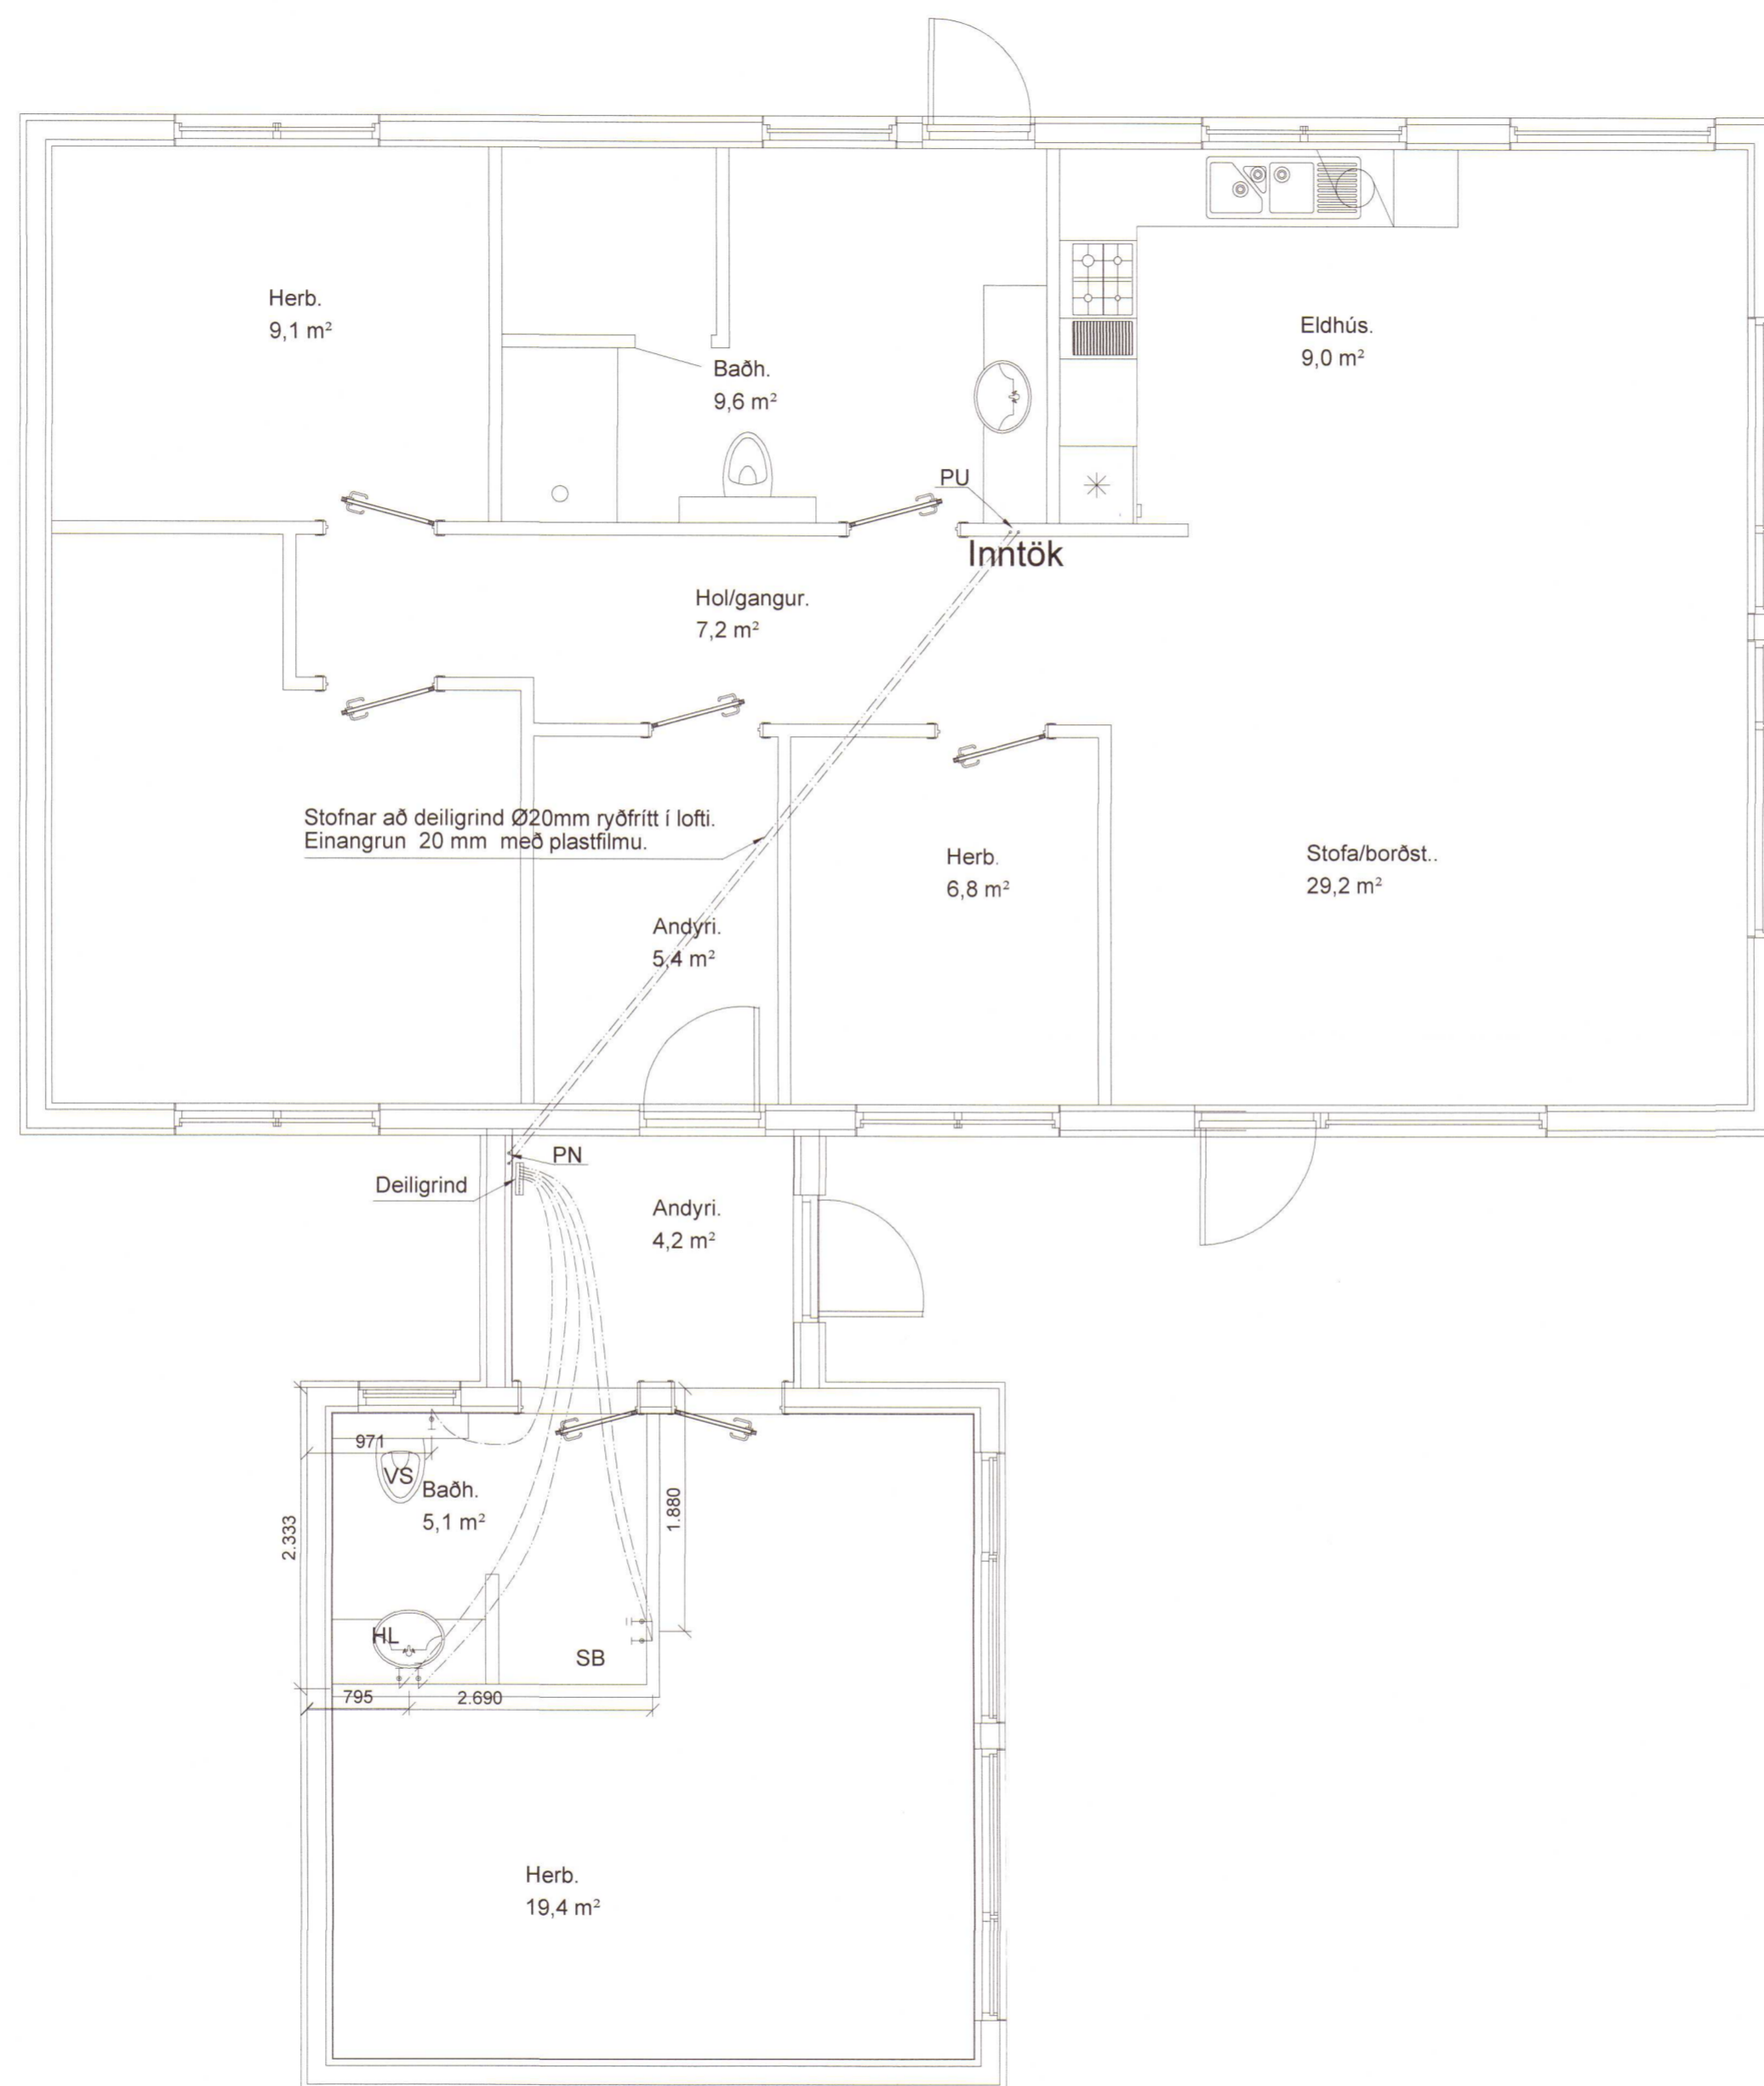 Herb.
9,1 m²
Baðh.
9,6 m²
Eldhús.
9,0 m²
PU
Inntök
Hol/gangur.
7,2 m²
Stofnar að deiligrind Ø20mm ryðfrítt í lofti.
Einangrun 20 mm með plastfilmu.
Herb.
6,8 m²
Stofa/borðst..
29,2 m²
Andyri.
5,4 m²
PN
Deiligrind
Andyri.
4,2 m²
971
VS
Baðh.
5,1 m²
2.333
1.880
HL
SB
795
2.690
Herb.
19,4 m²